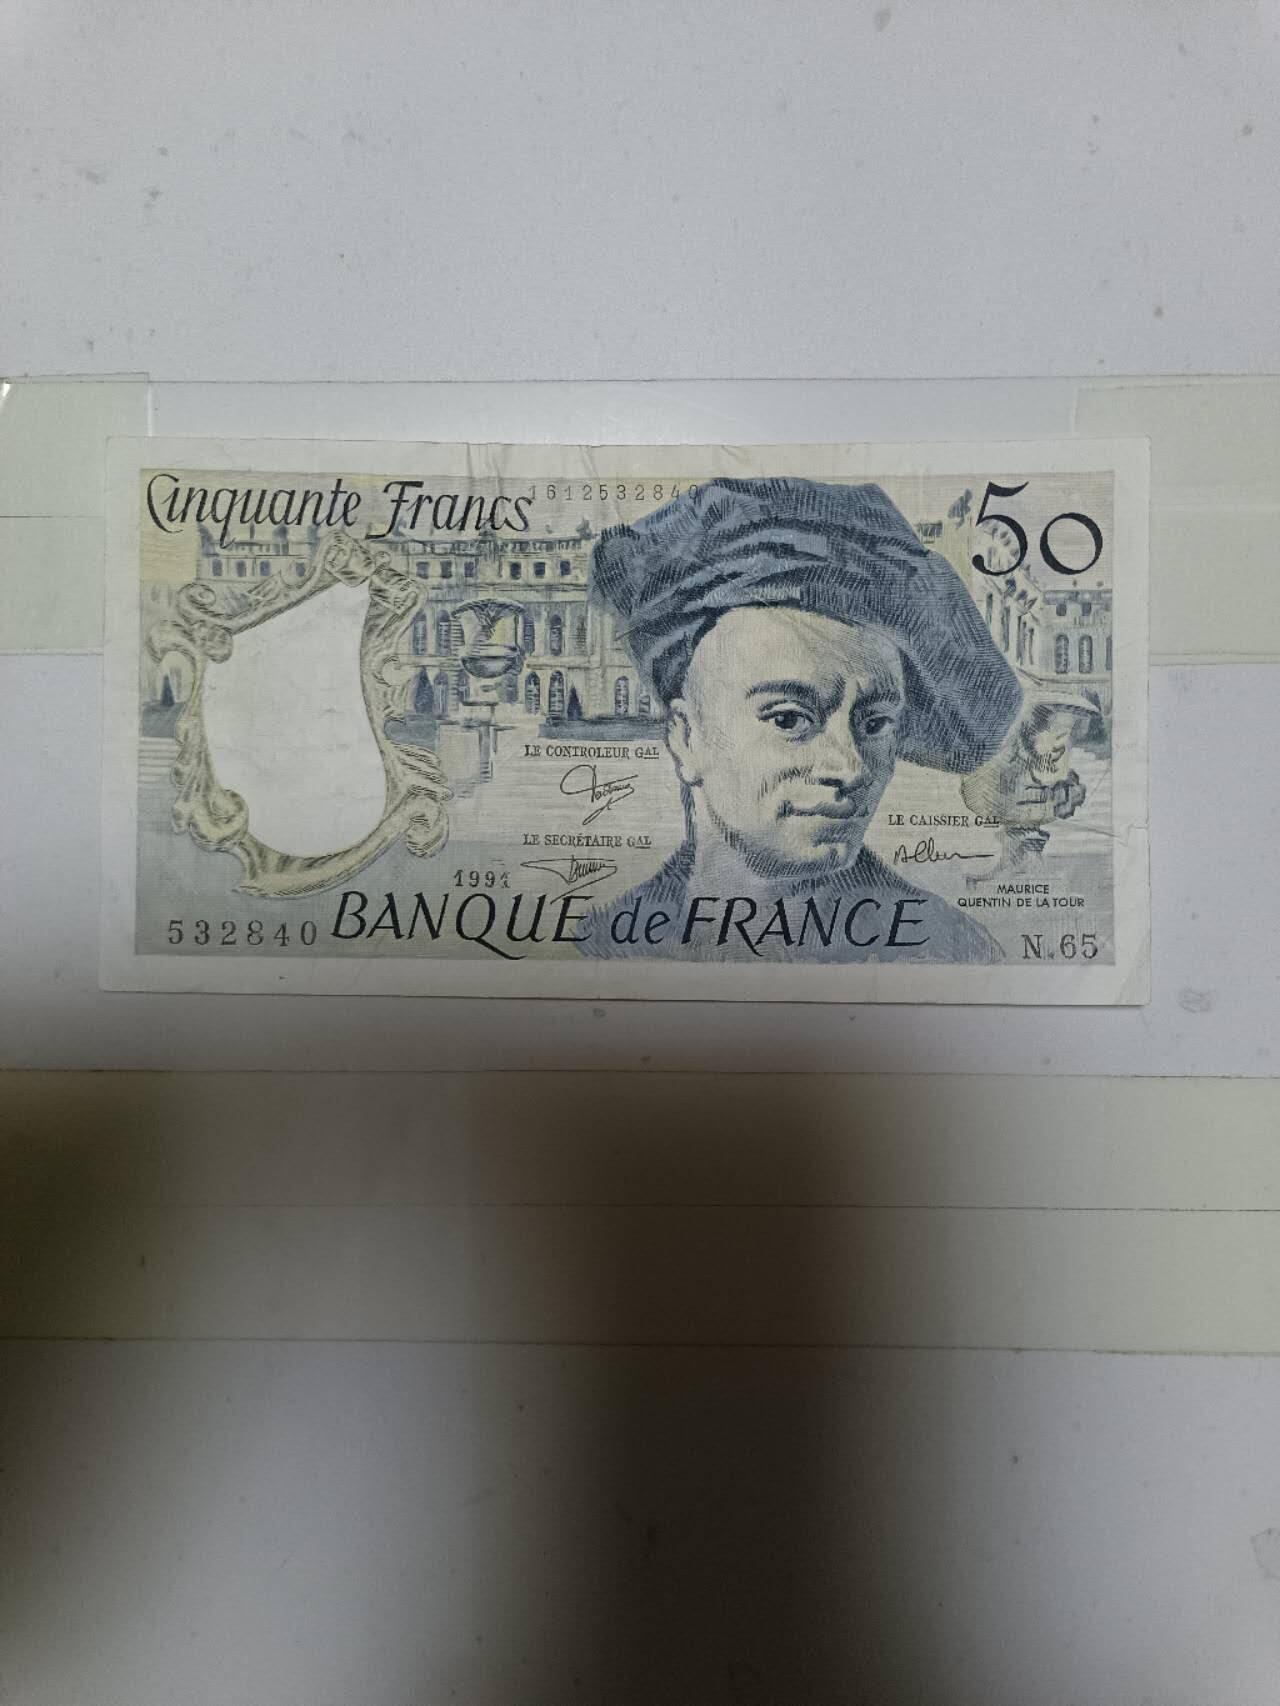 Cinquante Francs
1612532840
50
LE CONTROLEUR GAL
LE CAISSIER GAL
LE SECRÉTAIRE GAL
1991
MAURICE
QUENTIN DE LA TOUR
532840
BANQUE de FRANCE
N.65